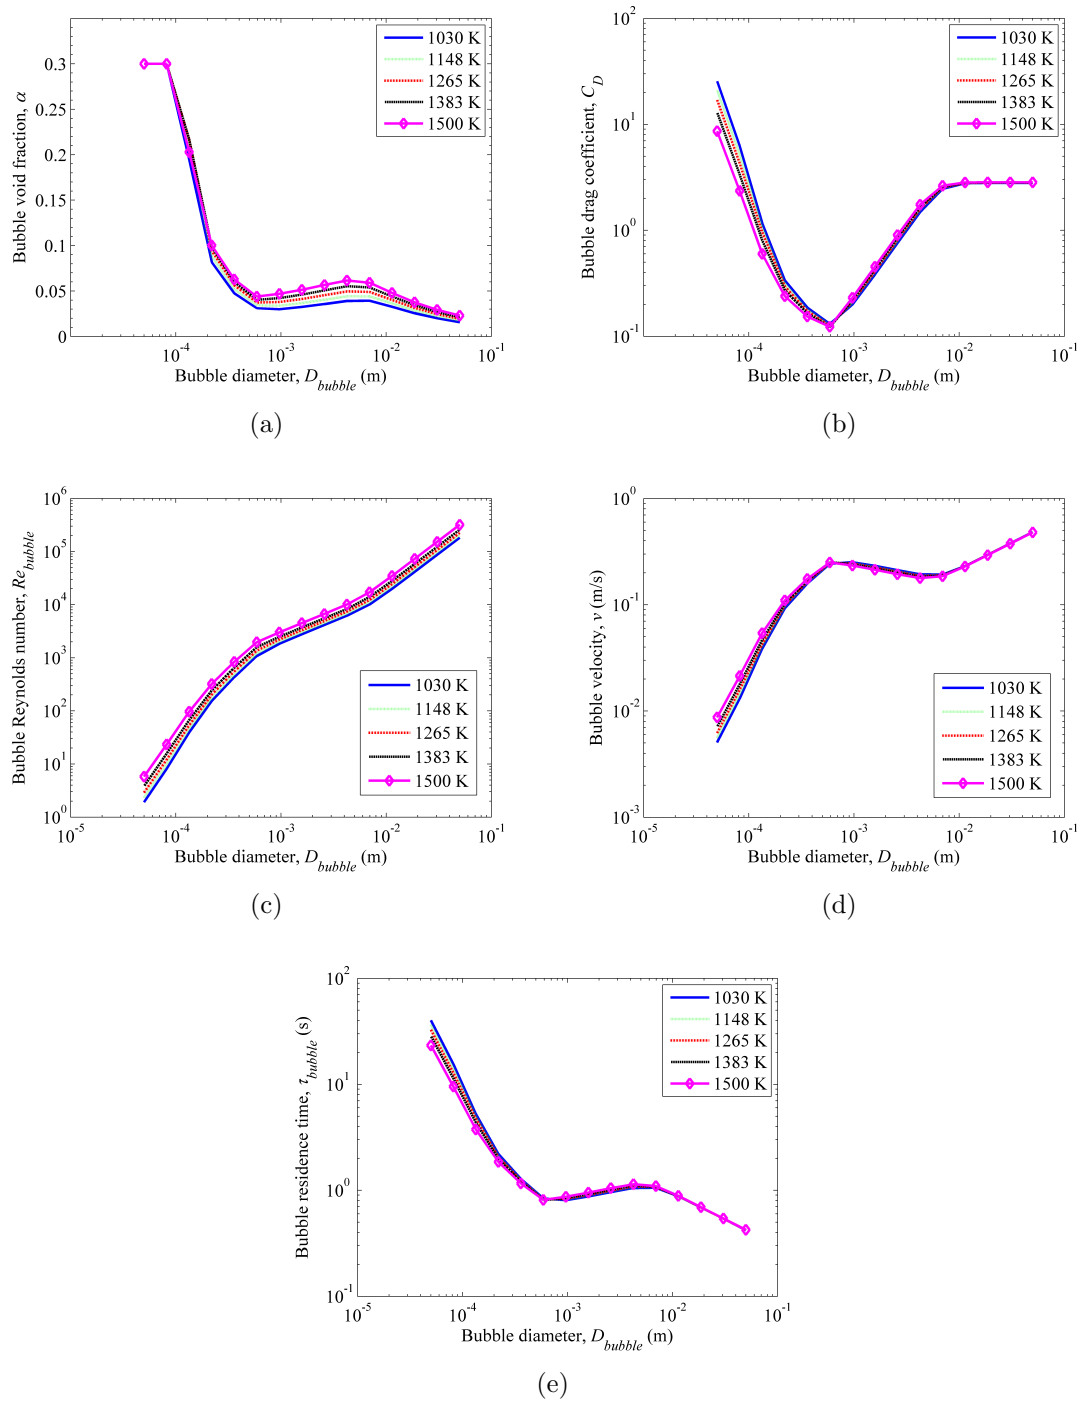 0.3
0.25
0.2
0.15
0.1
0.05
0
Bubble void fraction, α
1030 K
1148 K
1265 K
1383 K
1500 K
10^-4
10^-3
10^-2
10^-1
Bubble diameter, D_bubble (m)
(a)
10^2
10^1
10^0
10^-1
Bubble drag coefficient, C_D
1030 K
1148 K
1265 K
1383 K
1500 K
10^-4
10^-3
10^-2
10^-1
Bubble diameter, D_bubble (m)
(b)
10^6
10^5
10^4
10^3
10^2
10^1
10^0
Bubble Reynolds number, Re_bubble
1030 K
1148 K
1265 K
1383 K
1500 K
10^-5
10^-4
10^-3
10^-2
10^-1
Bubble diameter, D_bubble (m)
(c)
10^0
10^-1
10^-2
10^-3
Bubble velocity, v (m/s)
1030 K
1148 K
1265 K
1383 K
1500 K
10^-5
10^-4
10^-3
10^-2
10^-1
Bubble diameter, D_bubble (m)
(d)
10^2
10^1
10^0
10^-1
Bubble residence time, τ_bubble (s)
1030 K
1148 K
1265 K
1383 K
1500 K
10^-5
10^-4
10^-3
10^-2
10^-1
Bubble diameter, D_bubble (m)
(e)